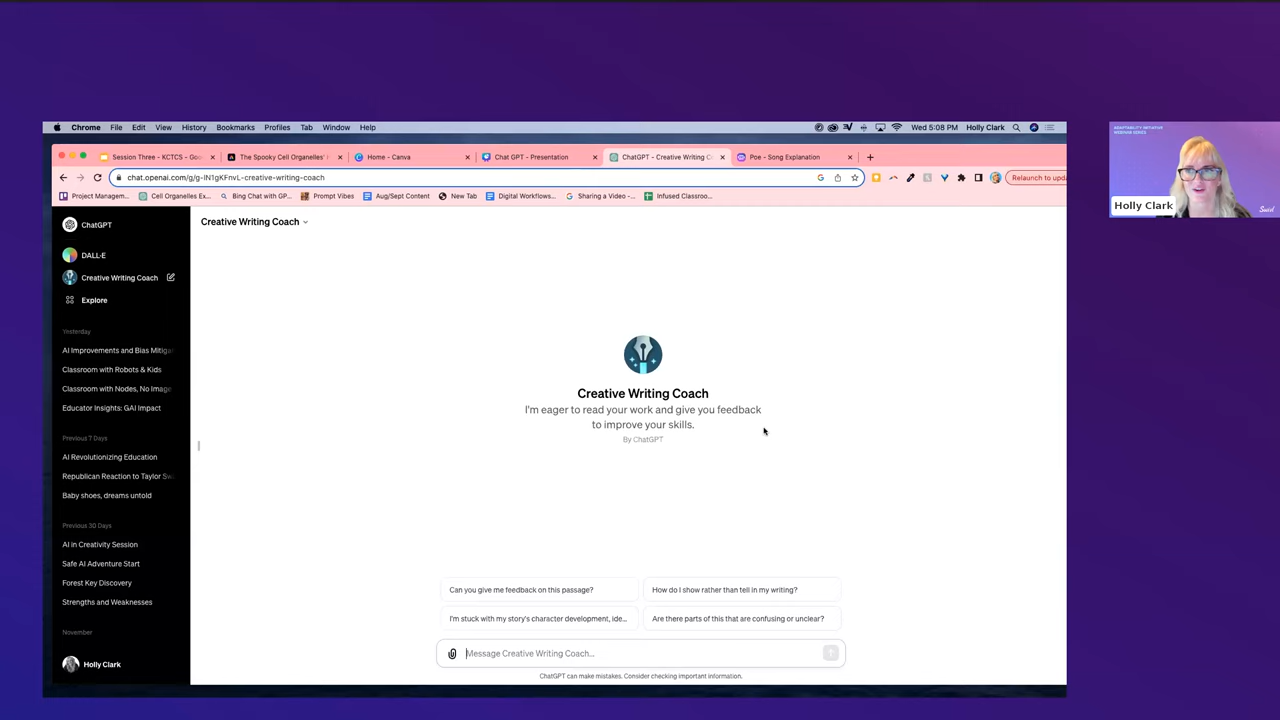 Chrome File Edit View History Bookmarks Profiles Tab Window Help Wed 5:08 PM Holly Clark
Session Three - KCTCS - Goo
The Spooky Cell Organelles'
Home - Canva
Chat GPT - Presentation
ChatGPT - Creative Writing C
Poe - Song Explanation
chat.openai.com/g/g-lN1gKFnvL-creative-writing-coach
Relaunch to upda
Project Managem...
Cell Organelles Ex...
Bing Chat with GP...
Prompt Vibes
Aug/Sept Content
New Tab
Digital Workflows...
Sharing a Video -...
Infused Classroo...
ADAPTABILITY INITIATIVE
WEBINAR SERIES
Holly Clark
Swivl
ChatGPT
DALL·E
Creative Writing Coach
Explore
Yesterday
AI Improvements and Bias Mitiga
Classroom with Robots & Kids
Classroom with Nodes, No Image
Educator Insights: GAI Impact
Previous 7 Days
AI Revolutionizing Education
Republican Reaction to Taylor Sw
Baby shoes, dreams untold
Previous 30 Days
AI in Creativity Session
Safe AI Adventure Start
Forest Key Discovery
Strengths and Weaknesses
November
Holly Clark
Creative Writing Coach
Creative Writing Coach
I'm eager to read your work and give you feedback
to improve your skills.
By ChatGPT
Can you give me feedback on this passage?
How do I show rather than tell in my writing?
I'm stuck with my story's character development, ide...
Are there parts of this that are confusing or unclear?
Message Creative Writing Coach...
ChatGPT can make mistakes. Consider checking important information.